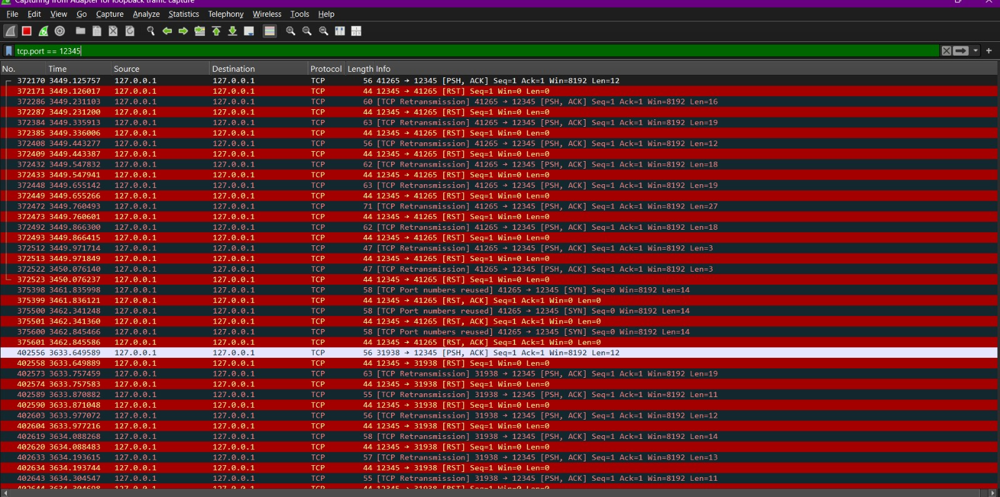 Capturing from Adapter for loopback traffic capture
File Edit View Go Capture Analyze Statistics Telephony Wireless Tools Help
tcp.port == 12345
No. Time Source Destination Protocol Length Info
372170 3449.125757 127.0.0.1 127.0.0.1 TCP 56 41265 → 12345 [PSH, ACK] Seq=1 Ack=1 Win=8192 Len=12
372171 3449.126017 127.0.0.1 127.0.0.1 TCP 44 12345 → 41265 [RST] Seq=1 Win=0 Len=0
372286 3449.231103 127.0.0.1 127.0.0.1 TCP 60 [TCP Retransmission] 41265 → 12345 [PSH, ACK] Seq=1 Ack=1 Win=8192 Len=16
372287 3449.231200 127.0.0.1 127.0.0.1 TCP 44 12345 → 41265 [RST] Seq=1 Win=0 Len=0
372384 3449.335913 127.0.0.1 127.0.0.1 TCP 63 [TCP Retransmission] 41265 → 12345 [PSH, ACK] Seq=1 Ack=1 Win=8192 Len=19
372385 3449.336006 127.0.0.1 127.0.0.1 TCP 44 12345 → 41265 [RST] Seq=1 Win=0 Len=0
372408 3449.443277 127.0.0.1 127.0.0.1 TCP 56 [TCP Retransmission] 41265 → 12345 [PSH, ACK] Seq=1 Ack=1 Win=8192 Len=12
372409 3449.443387 127.0.0.1 127.0.0.1 TCP 44 12345 → 41265 [RST] Seq=1 Win=0 Len=0
372432 3449.547832 127.0.0.1 127.0.0.1 TCP 62 [TCP Retransmission] 41265 → 12345 [PSH, ACK] Seq=1 Ack=1 Win=8192 Len=18
372433 3449.547941 127.0.0.1 127.0.0.1 TCP 44 12345 → 41265 [RST] Seq=1 Win=0 Len=0
372448 3449.655142 127.0.0.1 127.0.0.1 TCP 63 [TCP Retransmission] 41265 → 12345 [PSH, ACK] Seq=1 Ack=1 Win=8192 Len=19
372449 3449.655266 127.0.0.1 127.0.0.1 TCP 44 12345 → 41265 [RST] Seq=1 Win=0 Len=0
372472 3449.760493 127.0.0.1 127.0.0.1 TCP 71 [TCP Retransmission] 41265 → 12345 [PSH, ACK] Seq=1 Ack=1 Win=8192 Len=27
372473 3449.760601 127.0.0.1 127.0.0.1 TCP 44 12345 → 41265 [RST] Seq=1 Win=0 Len=0
372492 3449.866300 127.0.0.1 127.0.0.1 TCP 62 [TCP Retransmission] 41265 → 12345 [PSH, ACK] Seq=1 Ack=1 Win=8192 Len=18
372493 3449.866415 127.0.0.1 127.0.0.1 TCP 44 12345 → 41265 [RST] Seq=1 Win=0 Len=0
372512 3449.971714 127.0.0.1 127.0.0.1 TCP 47 [TCP Retransmission] 41265 → 12345 [PSH, ACK] Seq=1 Ack=1 Win=8192 Len=3
372513 3449.971849 127.0.0.1 127.0.0.1 TCP 44 12345 → 41265 [RST] Seq=1 Win=0 Len=0
372522 3450.076140 127.0.0.1 127.0.0.1 TCP 47 [TCP Retransmission] 41265 → 12345 [PSH, ACK] Seq=1 Ack=1 Win=8192 Len=3
372523 3450.076237 127.0.0.1 127.0.0.1 TCP 44 12345 → 41265 [RST] Seq=1 Win=0 Len=0
375398 3461.835998 127.0.0.1 127.0.0.1 TCP 58 [TCP Port numbers reused] 41265 → 12345 [SYN] Seq=0 Win=8192 Len=14
375399 3461.836121 127.0.0.1 127.0.0.1 TCP 44 12345 → 41265 [RST, ACK] Seq=1 Ack=1 Win=0 Len=0
375500 3462.341248 127.0.0.1 127.0.0.1 TCP 58 [TCP Port numbers reused] 41265 → 12345 [SYN] Seq=0 Win=8192 Len=14
375501 3462.341360 127.0.0.1 127.0.0.1 TCP 44 12345 → 41265 [RST, ACK] Seq=1 Ack=1 Win=0 Len=0
375600 3462.845466 127.0.0.1 127.0.0.1 TCP 58 [TCP Port numbers reused] 41265 → 12345 [SYN] Seq=0 Win=8192 Len=14
375601 3462.845586 127.0.0.1 127.0.0.1 TCP 44 12345 → 41265 [RST, ACK] Seq=1 Ack=1 Win=0 Len=0
402556 3633.649589 127.0.0.1 127.0.0.1 TCP 56 31938 → 12345 [PSH, ACK] Seq=1 Ack=1 Win=8192 Len=12
402558 3633.649889 127.0.0.1 127.0.0.1 TCP 44 12345 → 31938 [RST] Seq=1 Win=0 Len=0
402573 3633.757459 127.0.0.1 127.0.0.1 TCP 63 [TCP Retransmission] 31938 → 12345 [PSH, ACK] Seq=1 Ack=1 Win=8192 Len=19
402574 3633.757583 127.0.0.1 127.0.0.1 TCP 44 12345 → 31938 [RST] Seq=1 Win=0 Len=0
402589 3633.870882 127.0.0.1 127.0.0.1 TCP 55 [TCP Retransmission] 31938 → 12345 [PSH, ACK] Seq=1 Ack=1 Win=8192 Len=11
402590 3633.871048 127.0.0.1 127.0.0.1 TCP 44 12345 → 31938 [RST] Seq=1 Win=0 Len=0
402603 3633.977072 127.0.0.1 127.0.0.1 TCP 56 [TCP Retransmission] 31938 → 12345 [PSH, ACK] Seq=1 Ack=1 Win=8192 Len=12
402604 3633.977216 127.0.0.1 127.0.0.1 TCP 44 12345 → 31938 [RST] Seq=1 Win=0 Len=0
402619 3634.088268 127.0.0.1 127.0.0.1 TCP 58 [TCP Retransmission] 31938 → 12345 [PSH, ACK] Seq=1 Ack=1 Win=8192 Len=14
402620 3634.088483 127.0.0.1 127.0.0.1 TCP 44 12345 → 31938 [RST] Seq=1 Win=0 Len=0
402633 3634.193615 127.0.0.1 127.0.0.1 TCP 57 [TCP Retransmission] 31938 → 12345 [PSH, ACK] Seq=1 Ack=1 Win=8192 Len=13
402634 3634.193744 127.0.0.1 127.0.0.1 TCP 44 12345 → 31938 [RST] Seq=1 Win=0 Len=0
402643 3634.304547 127.0.0.1 127.0.0.1 TCP 55 [TCP Retransmission] 31938 → 12345 [PSH, ACK] Seq=1 Ack=1 Win=8192 Len=11
402644 3634.304698 127.0.0.1 127.0.0.1 TCP 44 12345 → 31938 [RST] Seq=1 Win=0 Len=0